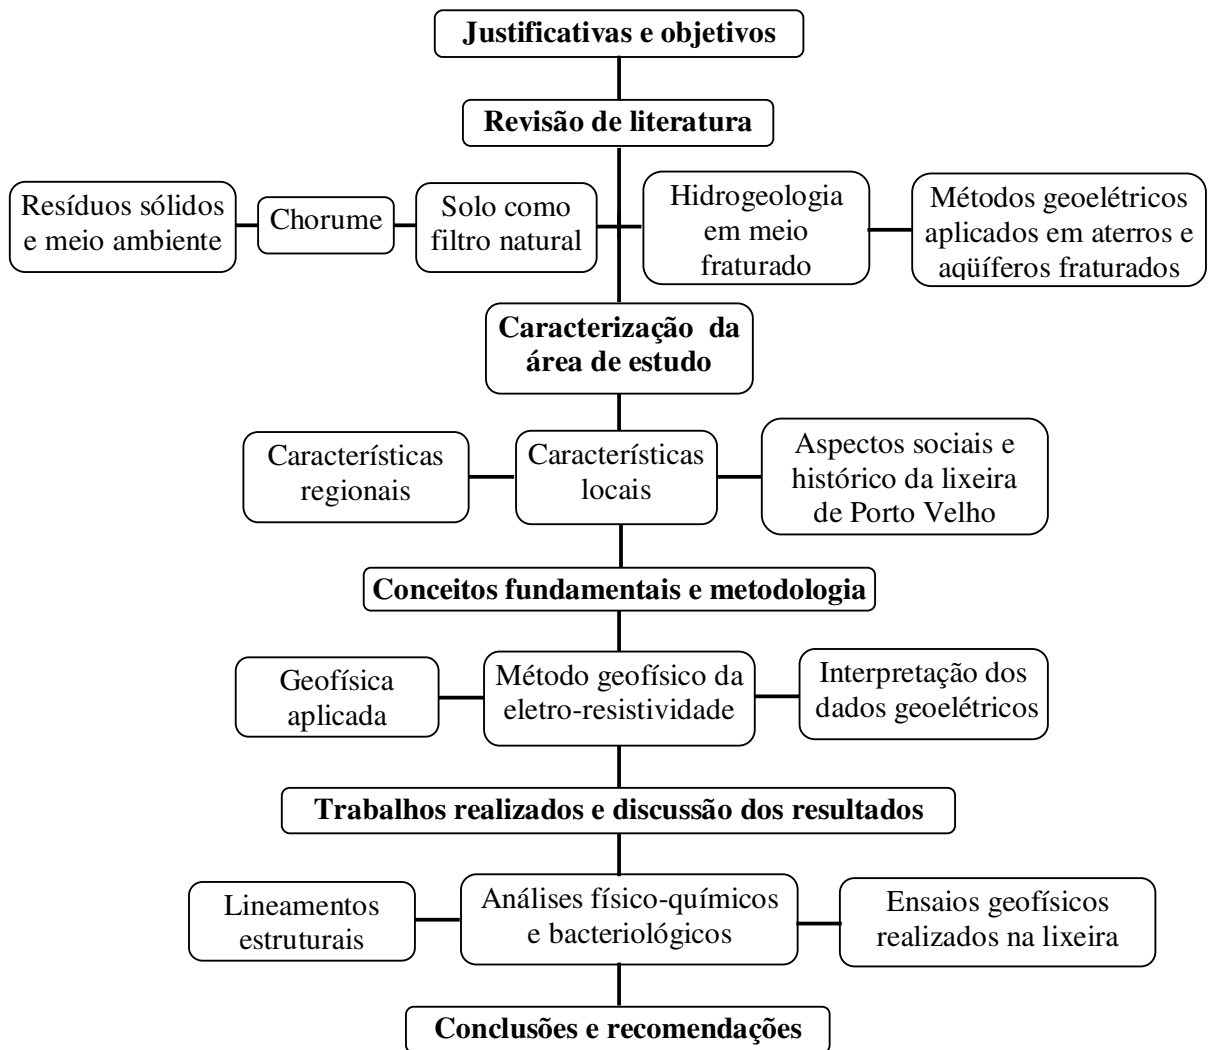 Justificativas e objetivos
Revisão de literatura
Resíduos sólidos
e meio ambiente
Chorume
Solo como
filtro natural
Hidrogeologia
em meio
fraturado
Métodos geoelétricos
aplicados em aterros e
aqüíferos fraturados
Caracterização da
área de estudo
Características
regionais
Características
locais
Aspectos sociais e
histórico da lixeira
de Porto Velho
Conceitos fundamentais e metodologia
Geofísica
aplicada
Método geofísico da
eletro-resistividade
Interpretação dos
dados geoelétricos
Trabalhos realizados e discussão dos resultados
Lineamentos
estruturais
Análises físico-químicos
e bacteriológicos
Ensaios geofísicos
realizados na lixeira
Conclusões e recomendações